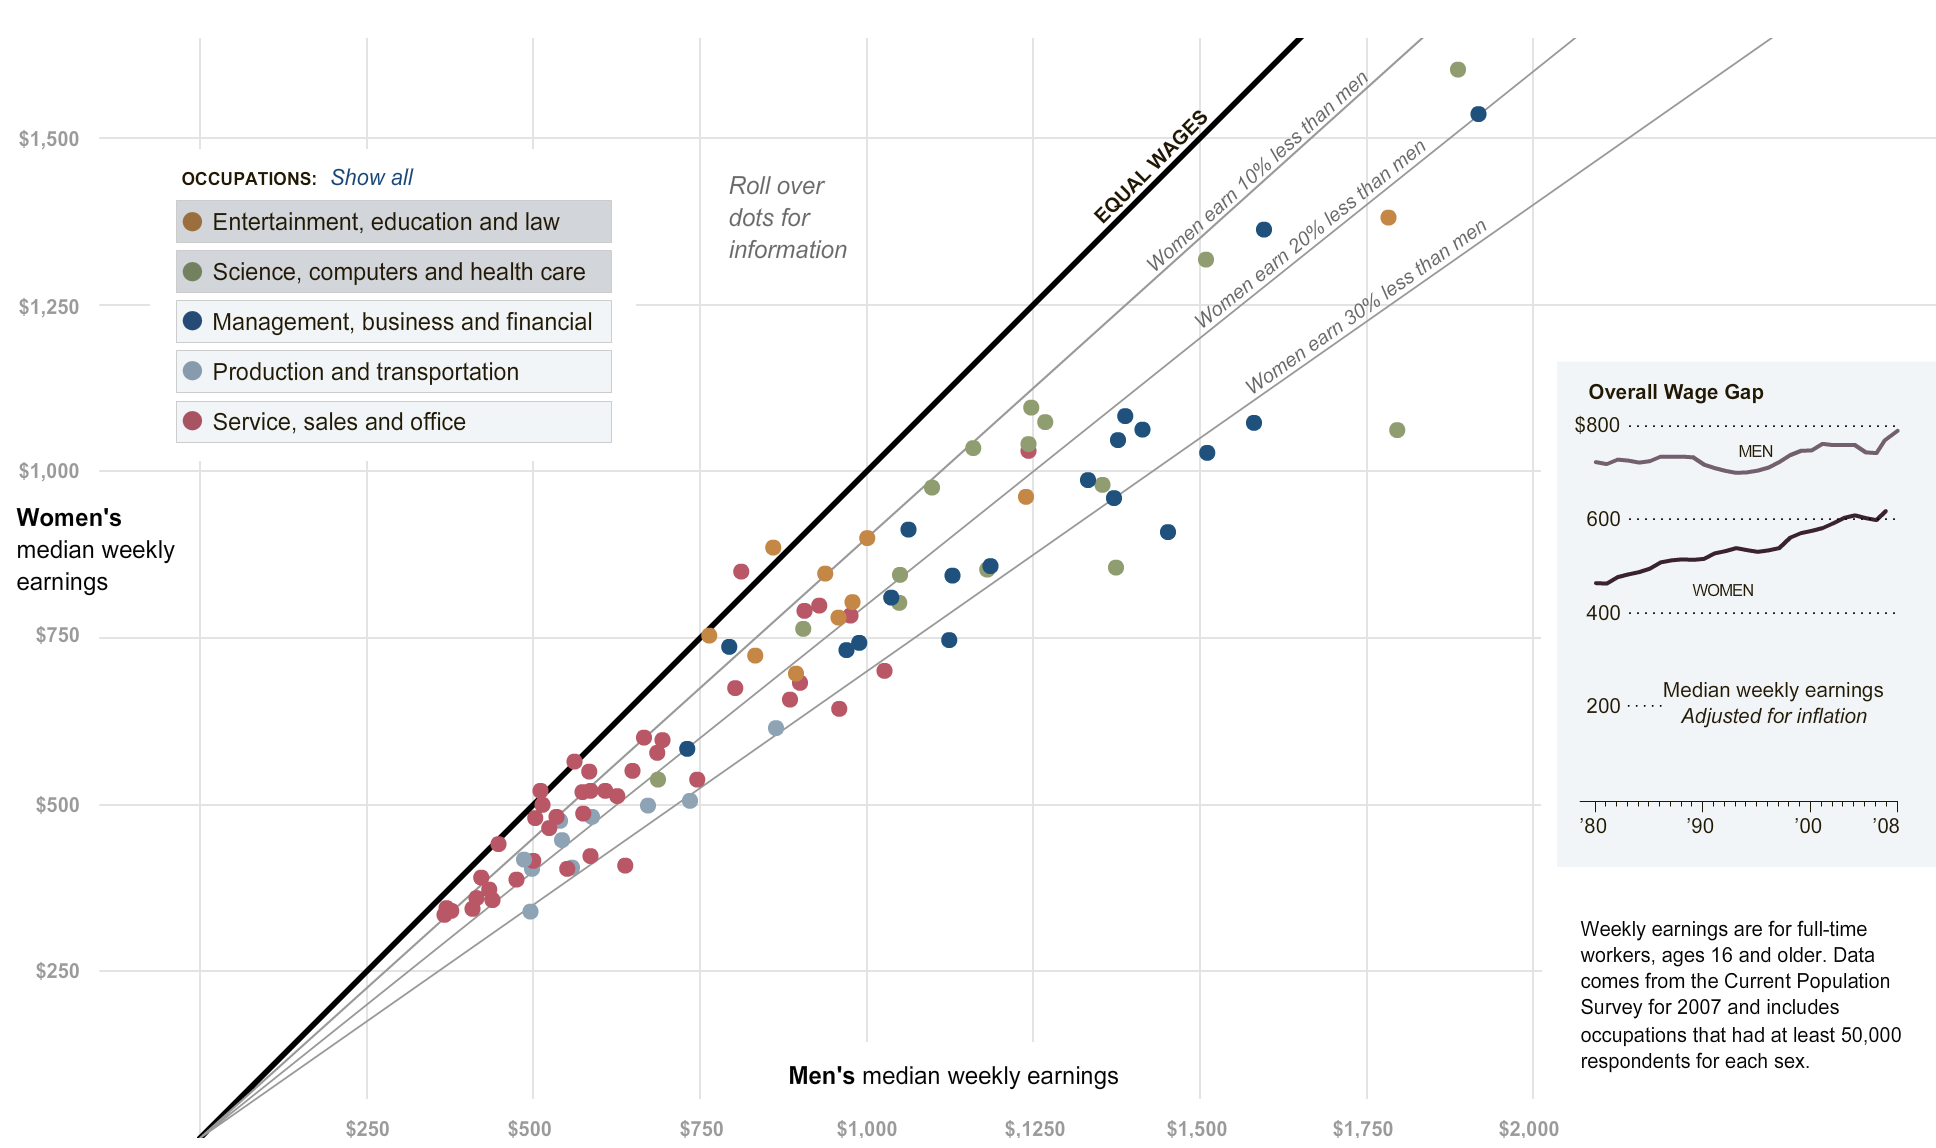 $1,500
$1,250
$1,000
$750
$500
$250
Women's
median weekly
earnings
OCCUPATIONS: Show all
Entertainment, education and law
Science, computers and health care
Management, business and financial
Production and transportation
Service, sales and office
Roll over
dots for
information
EQUAL WAGES
Women earn 10% less than men
Women earn 20% less than men
Women earn 30% less than men
Overall Wage Gap
$800
MEN
600
WOMEN
400
Median weekly earnings
200
Adjusted for inflation
’80 ’90 ’00 ’08
Weekly earnings are for full-time
workers, ages 16 and older. Data
comes from the Current Population
Survey for 2007 and includes
occupations that had at least 50,000
respondents for each sex.
Men's median weekly earnings
$250 $500 $750 $1,000 $,1250 $1,500 $1,750 $2,000